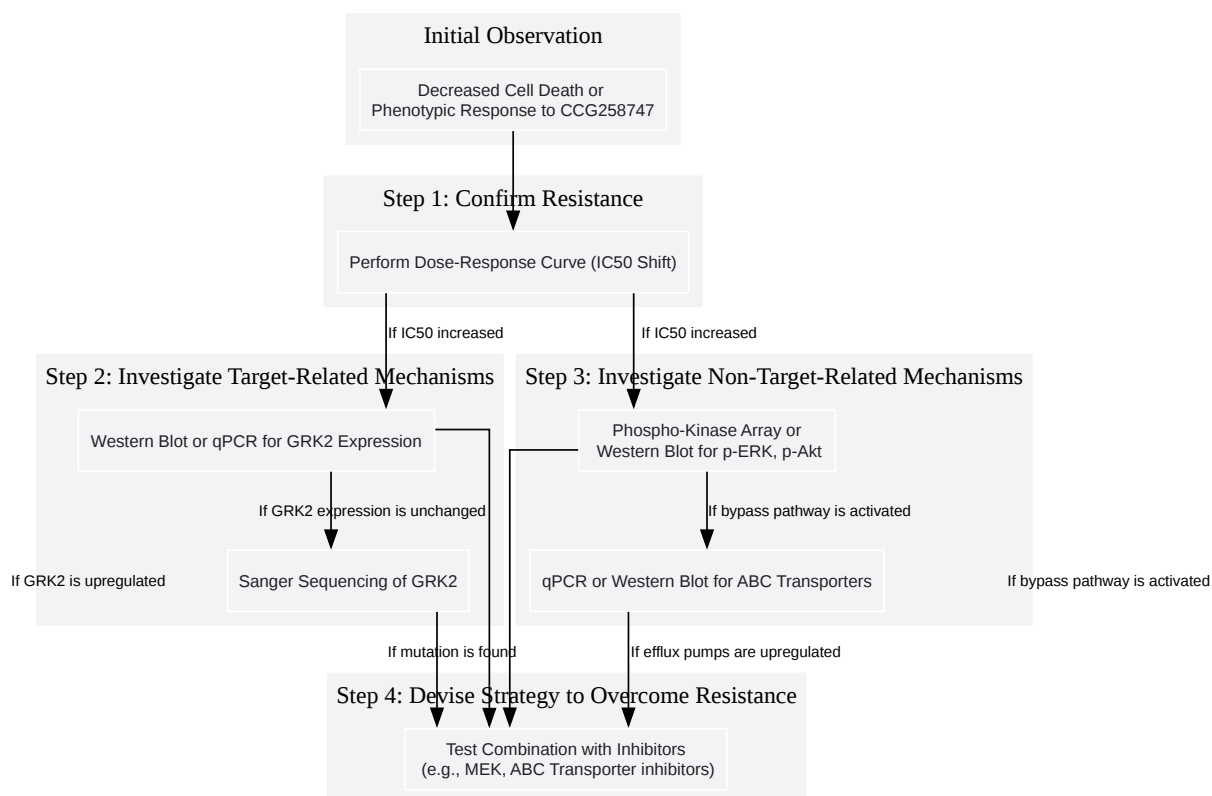 Initial Observation
Decreased Cell Death or
Phenotypic Response to CCG258747
Step 1: Confirm Resistance
Perform Dose-Response Curve (IC50 Shift)
If IC50 increased
If IC50 increased
Step 2: Investigate Target-Related Mechanisms
Step 3: Investigate Non-Target-Related Mechanisms
Western Blot or qPCR for GRK2 Expression
Phospho-Kinase Array or
Western Blot for p-ERK, p-Akt
If GRK2 expression is unchanged
If bypass pathway is activated
If GRK2 is upregulated
Sanger Sequencing of GRK2
qPCR or Western Blot for ABC Transporters
If bypass pathway is activated
If mutation is found
If efflux pumps are upregulated
Step 4: Devise Strategy to Overcome Resistance
Test Combination with Inhibitors
(e.g., MEK, ABC Transporter inhibitors)